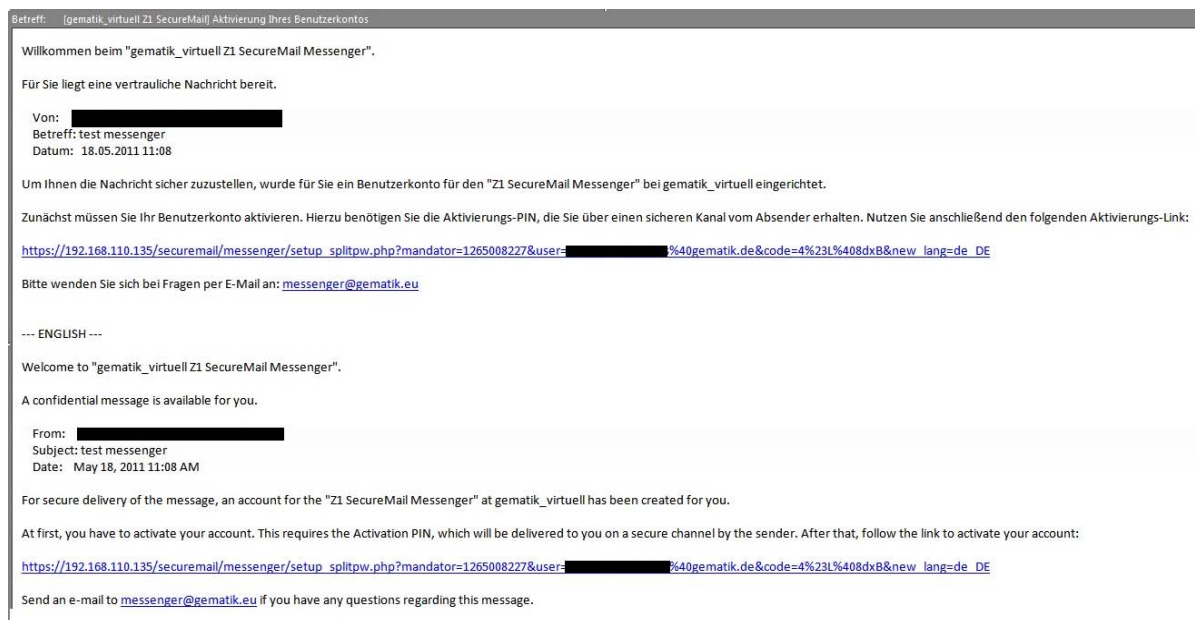 Betreff: [gematik_virtuell Z1 SecureMail] Aktivierung Ihres Benutzerkontos
Willkommen beim "gematik_virtuell Z1 SecureMail Messenger".
Für Sie liegt eine vertrauliche Nachricht bereit.
Von:
Betreff: test messenger
Datum: 18.05.2011 11:08
Um Ihnen die Nachricht sicher zuzustellen, wurde für Sie ein Benutzerkonto für den "Z1 SecureMail Messenger" bei gematik_virtuell eingerichtet.
Zunächst müssen Sie Ihr Benutzerkonto aktivieren. Hierzu benötigen Sie die Aktivierungs-PIN, die Sie über einen sicheren Kanal vom Absender erhalten. Nutzen Sie anschließend den folgenden Aktivierungs-Link:
https://192.168.110.135/securemail/messenger/setup_splitpw.php?mandator=1265008227&user= %40gematik.de&code=4%23L%408dxB&new_lang=de_DE
Bitte wenden Sie sich bei Fragen per E-Mail an: messenger@gematik.eu
--- ENGLISH ---
Welcome to "gematik_virtuell Z1 SecureMail Messenger".
A confidential message is available for you.
From:
Subject: test messenger
Date: May 18, 2011 11:08 AM
For secure delivery of the message, an account for the "Z1 SecureMail Messenger" at gematik_virtuell has been created for you.
At first, you have to activate your account. This requires the Activation PIN, which will be delivered to you on a secure channel by the sender. After that, follow the link to activate your account:
https://192.168.110.135/securemail/messenger/setup_splitpw.php?mandator=1265008227&user= %40gematik.de&code=4%23L%408dxB&new_lang=de_DE
Send an e-mail to messenger@gematik.eu if you have any questions regarding this message.